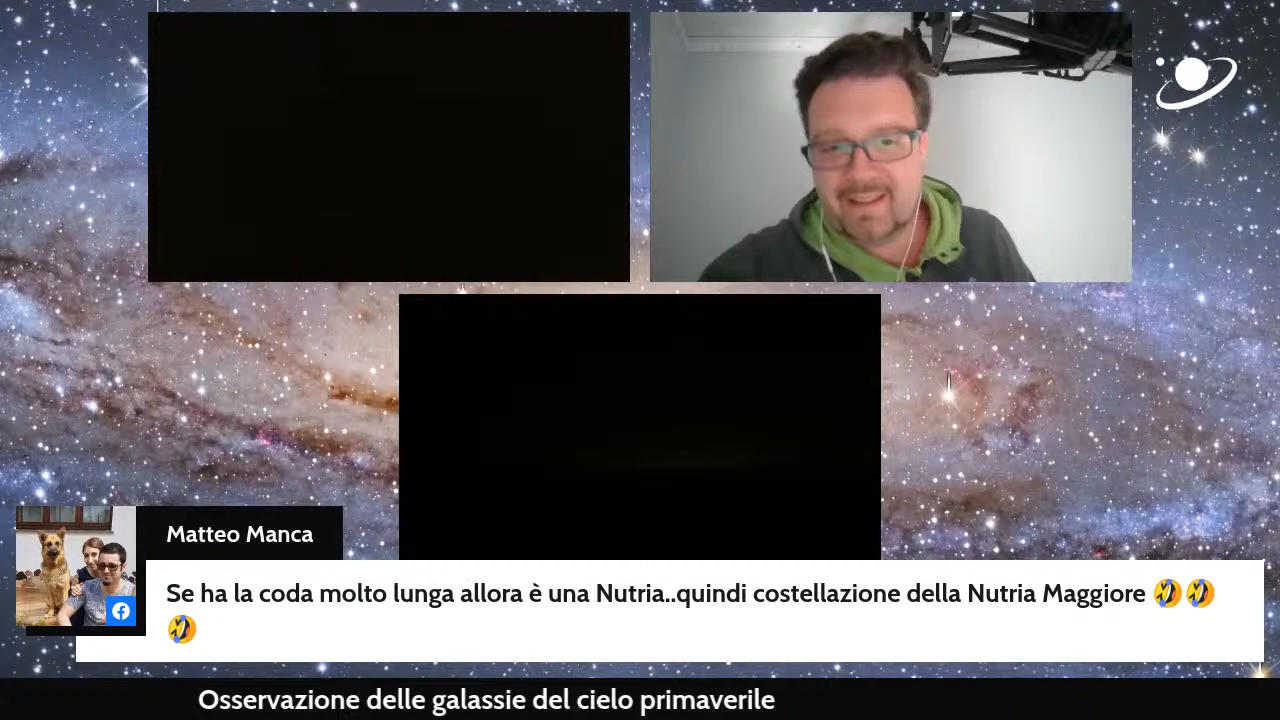 Matteo Manca
Se ha la coda molto lunga allora è una Nutria..quindi costellazione della Nutria Maggiore 🤣🤣
🤣
Osservazione delle galassie del cielo primaverile